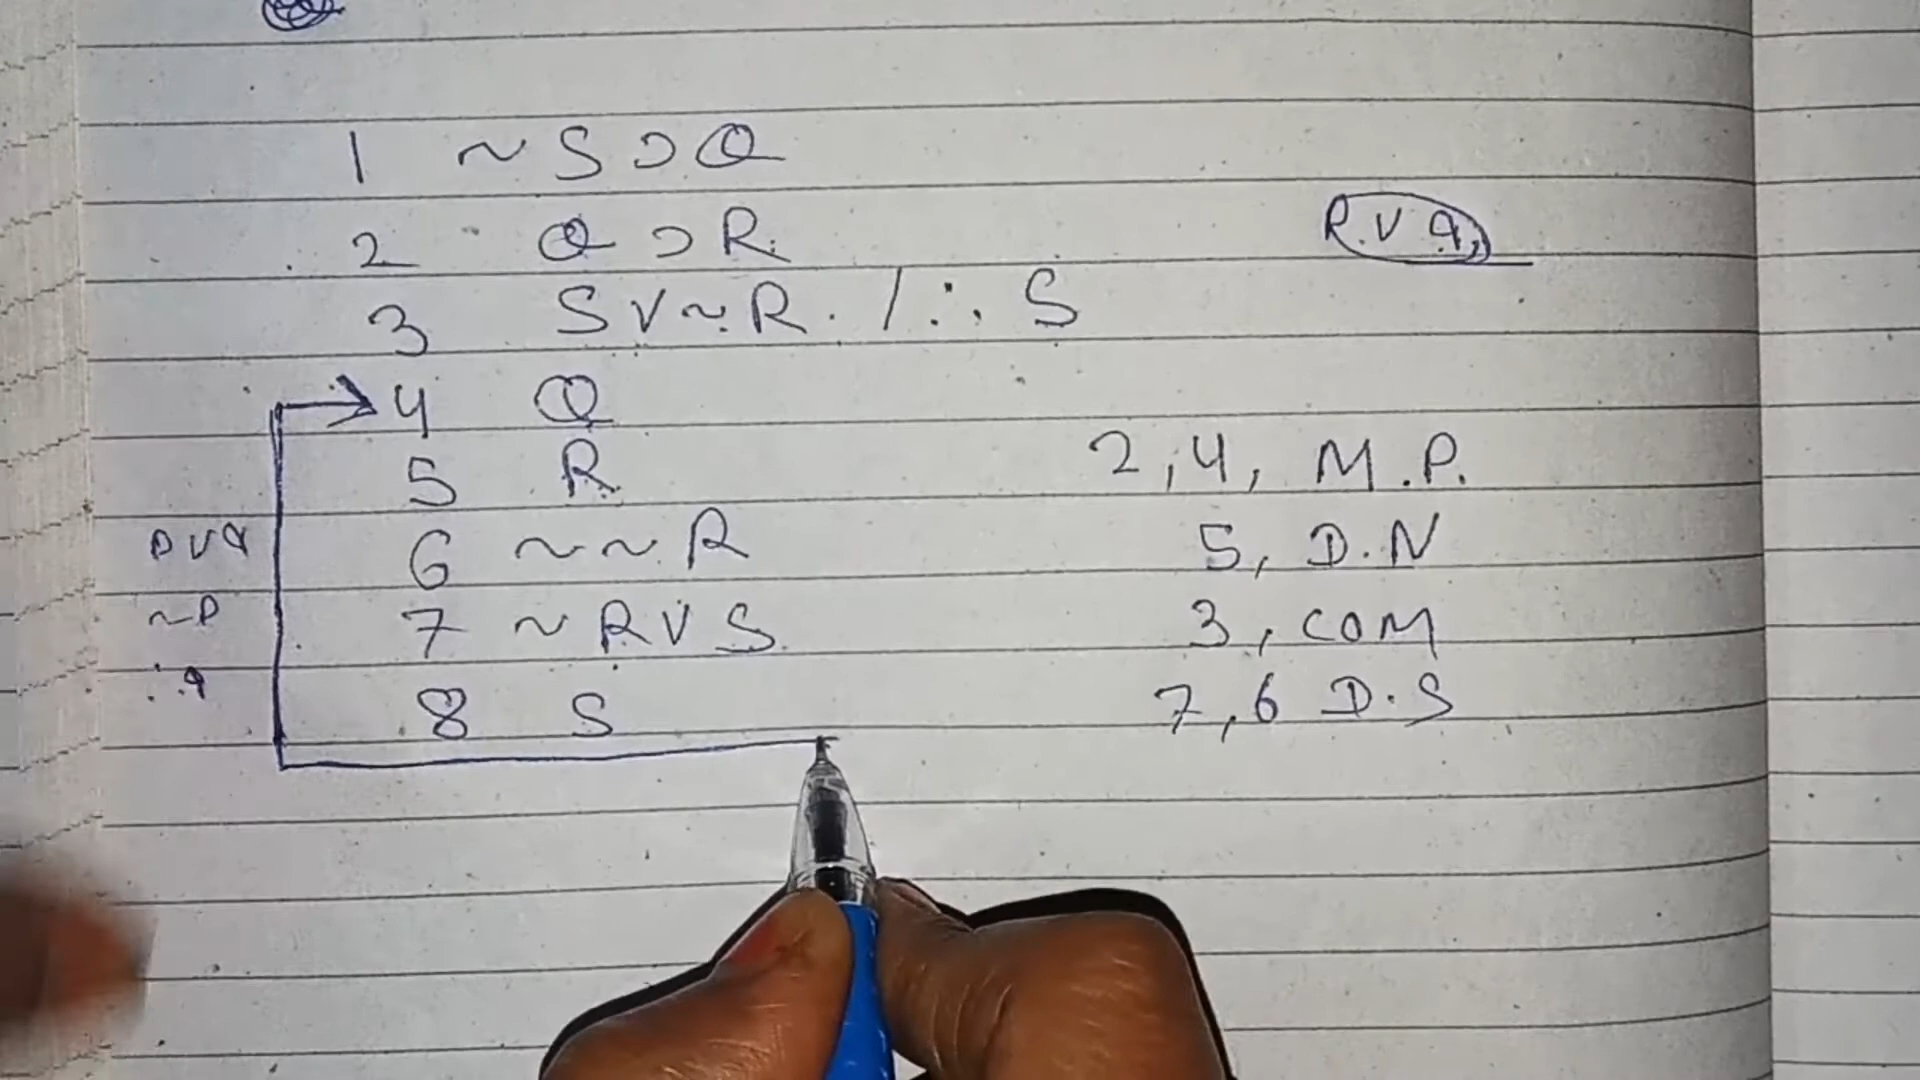 1 ~ S ⊃ Q
2 Q ⊃ R.
R V Q,
3 S V ~ R. / ∴ S
4 Q
5 R 2, 4, M.P.
P V q
6 ~ ~ R 5, D.N
~P
7 ~ R V S 3, COM
∴ q
8 S 7, 6 D.S